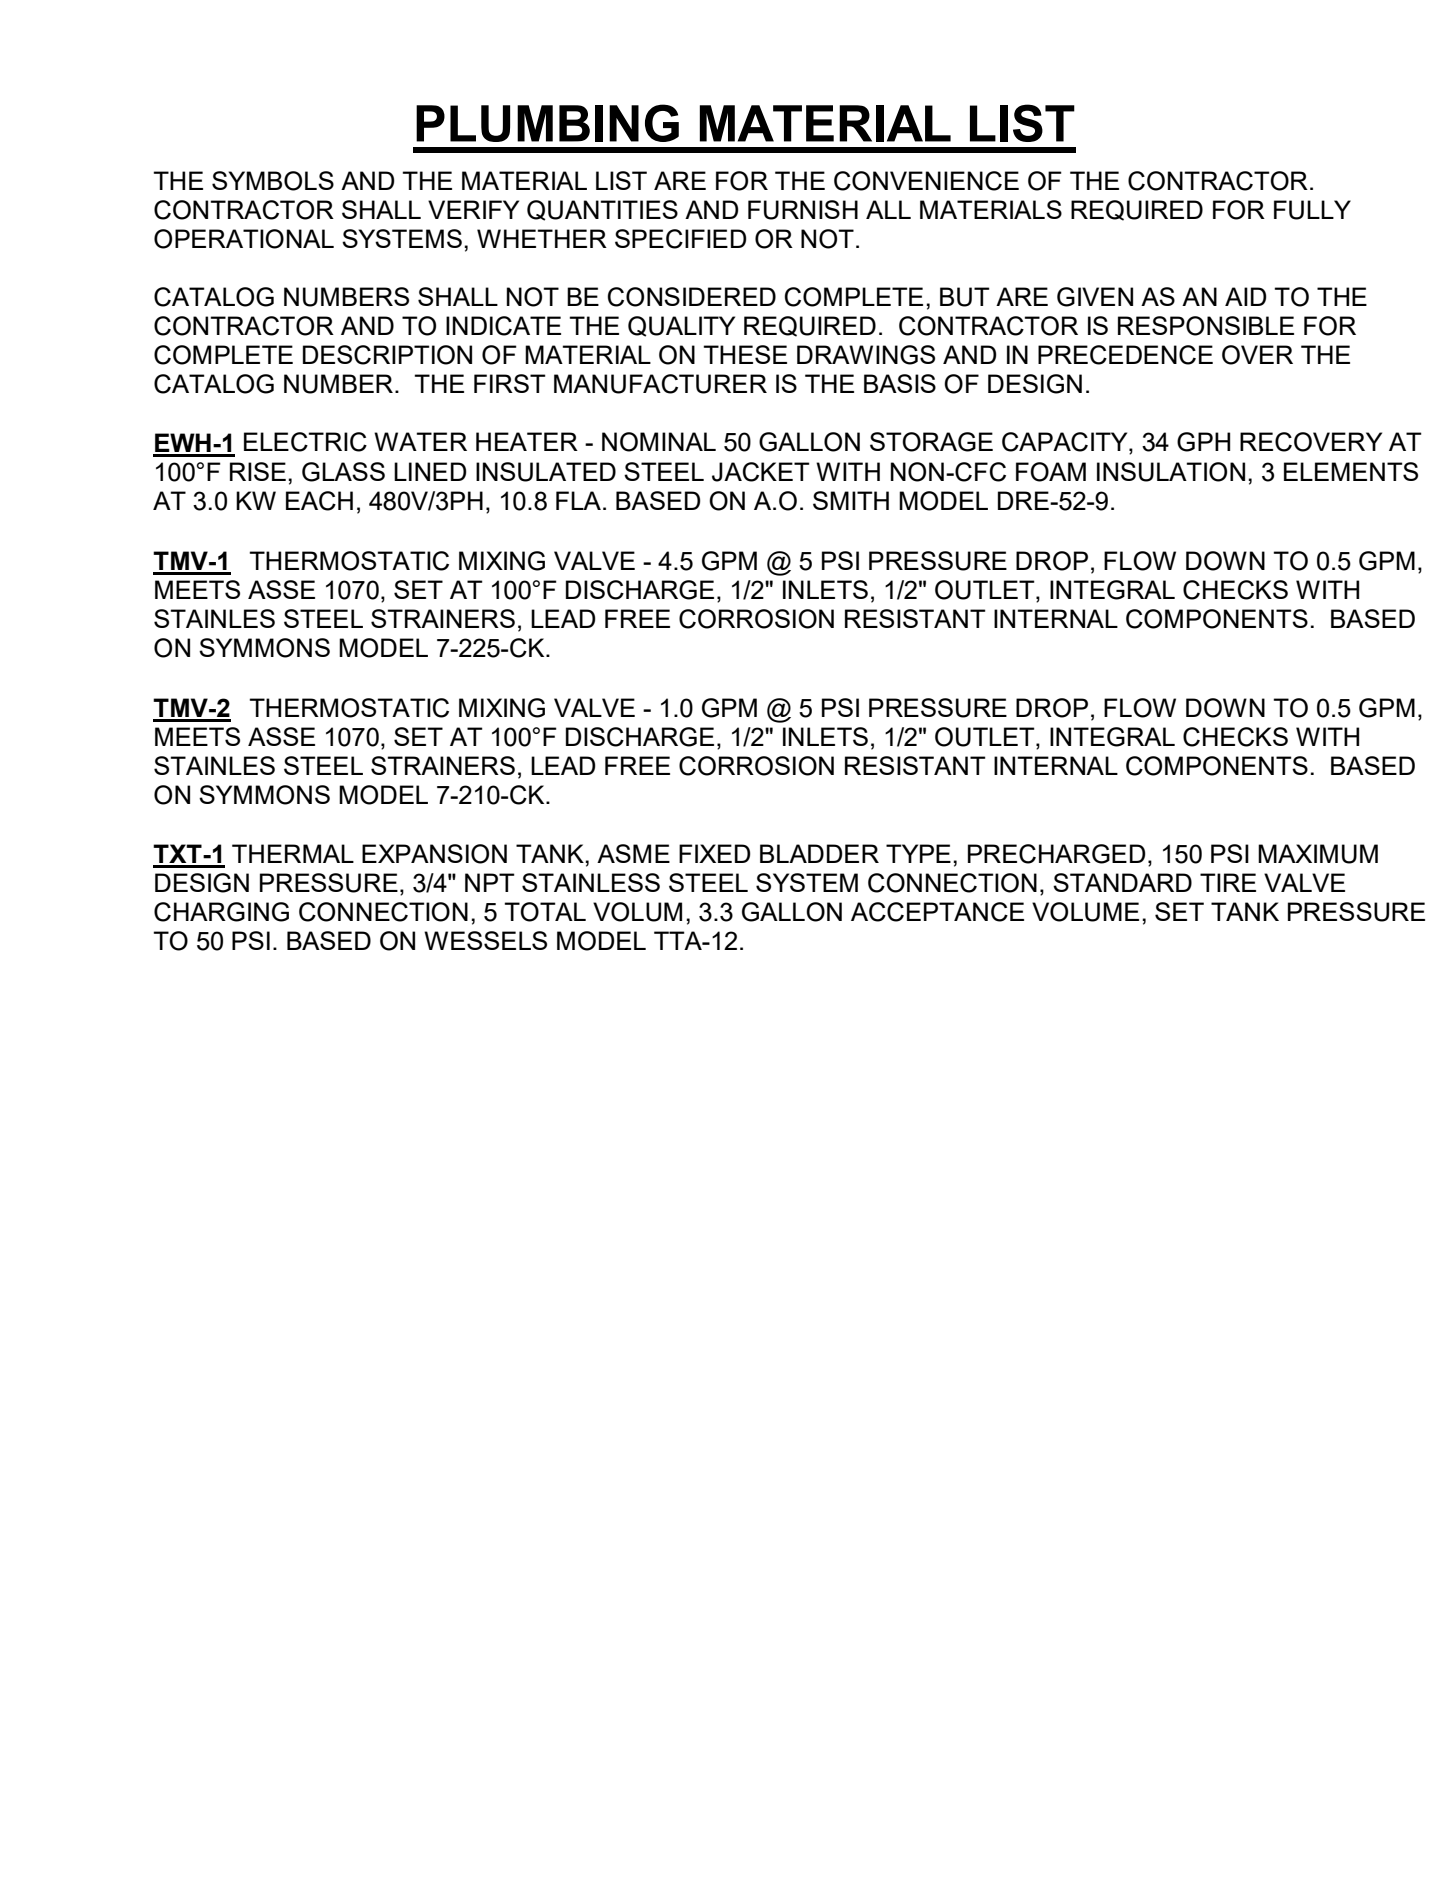 PLUMBING MATERIAL LIST
THE SYMBOLS AND THE MATERIAL LIST ARE FOR THE CONVENIENCE OF THE CONTRACTOR.
CONTRACTOR SHALL VERIFY QUANTITIES AND FURNISH ALL MATERIALS REQUIRED FOR FULLY
OPERATIONAL SYSTEMS, WHETHER SPECIFIED OR NOT.
CATALOG NUMBERS SHALL NOT BE CONSIDERED COMPLETE, BUT ARE GIVEN AS AN AID TO THE
CONTRACTOR AND TO INDICATE THE QUALITY REQUIRED.  CONTRACTOR IS RESPONSIBLE FOR
COMPLETE DESCRIPTION OF MATERIAL ON THESE DRAWINGS AND IN PRECEDENCE OVER THE
CATALOG NUMBER.  THE FIRST MANUFACTURER IS THE BASIS OF DESIGN.
EWH-1 ELECTRIC WATER HEATER - NOMINAL 50 GALLON STORAGE CAPACITY, 34 GPH RECOVERY AT
100°F RISE, GLASS LINED INSULATED STEEL JACKET WITH NON-CFC FOAM INSULATION, 3 ELEMENTS
AT 3.0 KW EACH, 480V/3PH, 10.8 FLA. BASED ON A.O. SMITH MODEL DRE-52-9.
TMV-1   THERMOSTATIC MIXING VALVE - 4.5 GPM @ 5 PSI PRESSURE DROP, FLOW DOWN TO 0.5 GPM,
MEETS ASSE 1070, SET AT 100°F DISCHARGE, 1/2" INLETS, 1/2" OUTLET, INTEGRAL CHECKS WITH
STAINLES STEEL STRAINERS, LEAD FREE CORROSION RESISTANT INTERNAL COMPONENTS.  BASED
ON SYMMONS MODEL 7-225-CK.
TMV-2   THERMOSTATIC MIXING VALVE - 1.0 GPM @ 5 PSI PRESSURE DROP, FLOW DOWN TO 0.5 GPM,
MEETS ASSE 1070, SET AT 100°F DISCHARGE, 1/2" INLETS, 1/2" OUTLET, INTEGRAL CHECKS WITH
STAINLES STEEL STRAINERS, LEAD FREE CORROSION RESISTANT INTERNAL COMPONENTS.  BASED
ON SYMMONS MODEL 7-210-CK.
TXT-1 THERMAL EXPANSION TANK, ASME FIXED BLADDER TYPE, PRECHARGED, 150 PSI MAXIMUM
DESIGN PRESSURE, 3/4" NPT STAINLESS STEEL SYSTEM CONNECTION, STANDARD TIRE VALVE
CHARGING CONNECTION, 5 TOTAL VOLUM, 3.3 GALLON ACCEPTANCE VOLUME, SET TANK PRESSURE
TO 50 PSI. BASED ON WESSELS MODEL TTA-12.